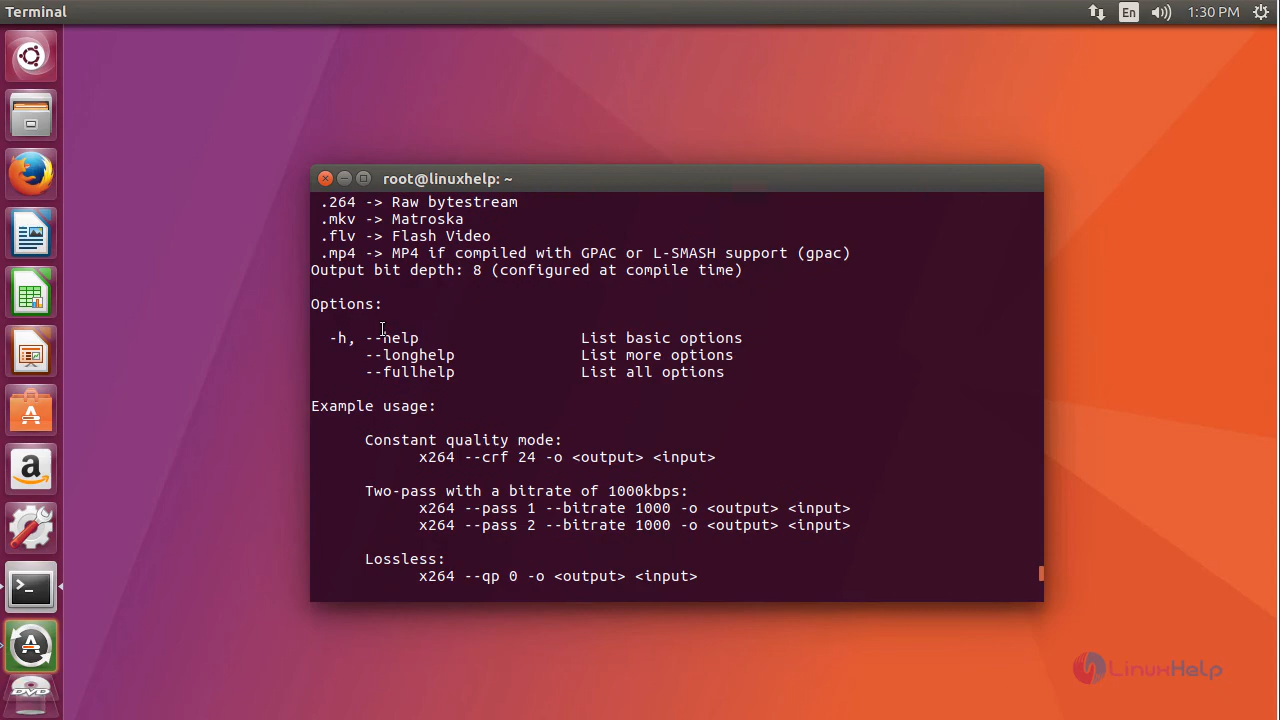 Terminal
En
1:30 PM
root@linuxhelp: ~
.264 -> Raw bytestream
.mkv -> Matroska
.flv -> Flash Video
.mp4 -> MP4 if compiled with GPAC or L-SMASH support (gpac)
Output bit depth: 8 (configured at compile time)
Options:
-h, --help List basic options
--longhelp List more options
--fullhelp List all options
Example usage:
Constant quality mode:
x264 --crf 24 -o <output> <input>
Two-pass with a bitrate of 1000kbps:
x264 --pass 1 --bitrate 1000 -o <output> <input>
x264 --pass 2 --bitrate 1000 -o <output> <input>
Lossless:
x264 --qp 0 -o <output> <input>
LinuxHelp